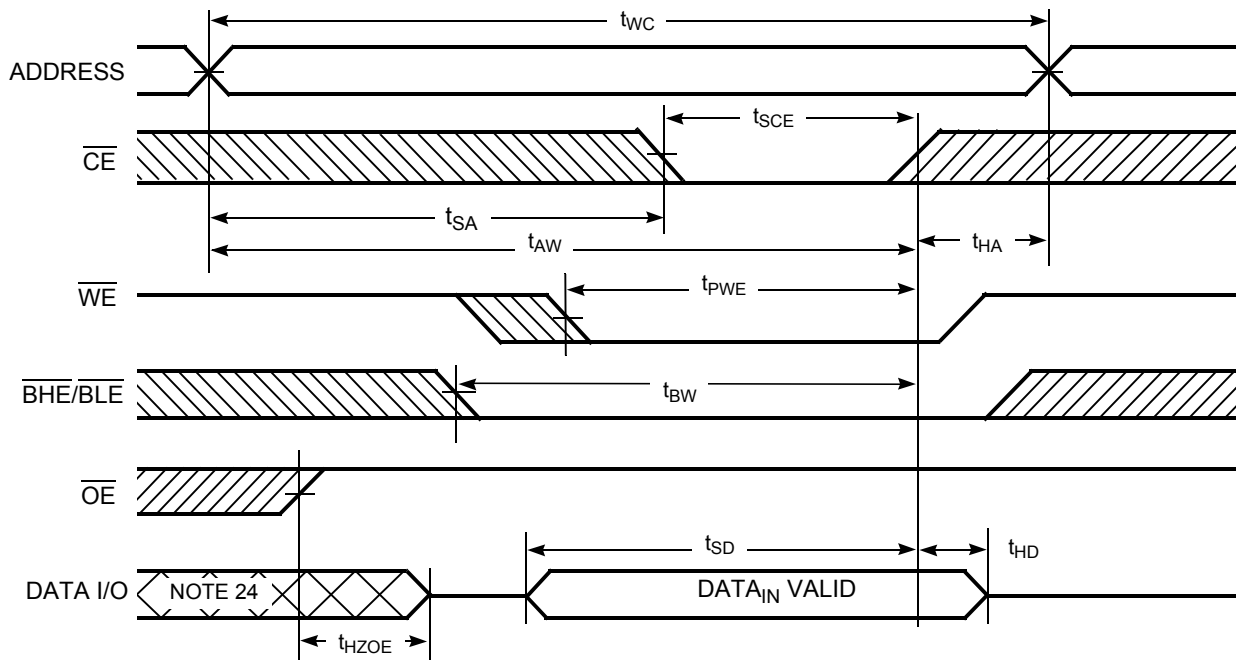 tWC
ADDRESS
tSCE
CE
tSA
tAW
tHA
WE
tPWE
BHE/BLE
tBW
OE
tSD
tHD
DATA I/O
NOTE 24
DATAIN VALID
tHZOE